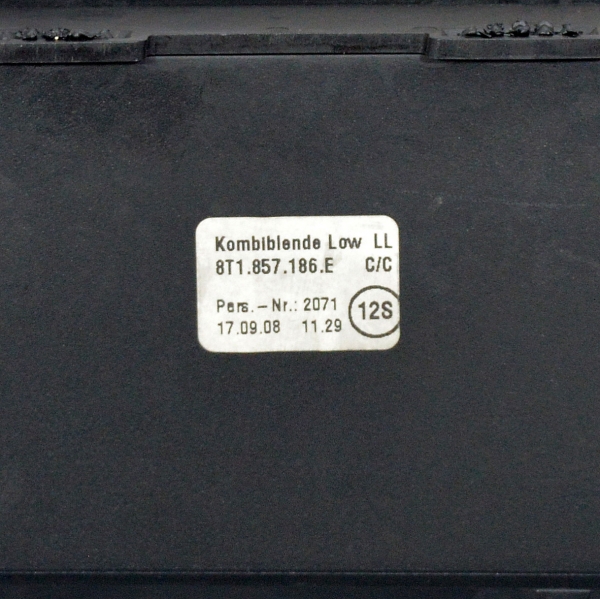 Kombiblende Low LL
8T1.857.186.E C/C
Pers.-Nr.: 2071
17.09.08 11.29
12S